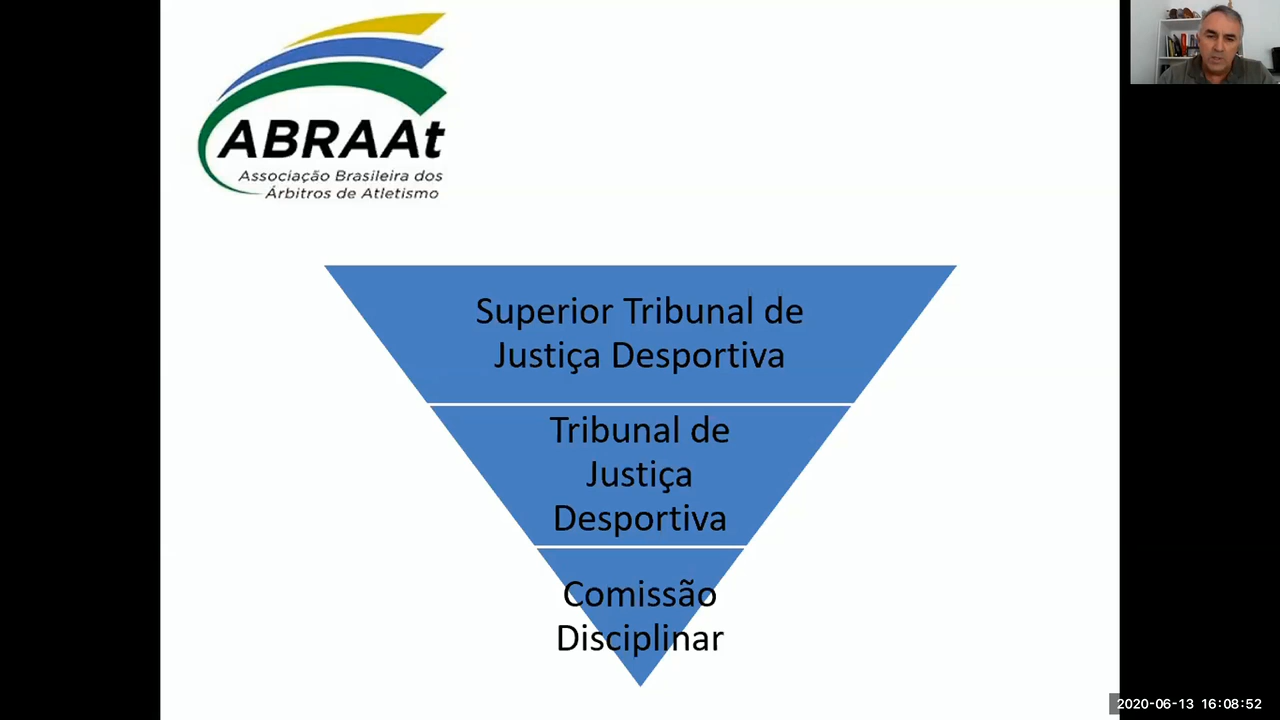 ABRAAt
Associação Brasileira dos
Árbitros de Atletismo
Superior Tribunal de
Justiça Desportiva
Tribunal de
Justiça
Desportiva
Comissão
Disciplinar
2020-06-13 16:08:52